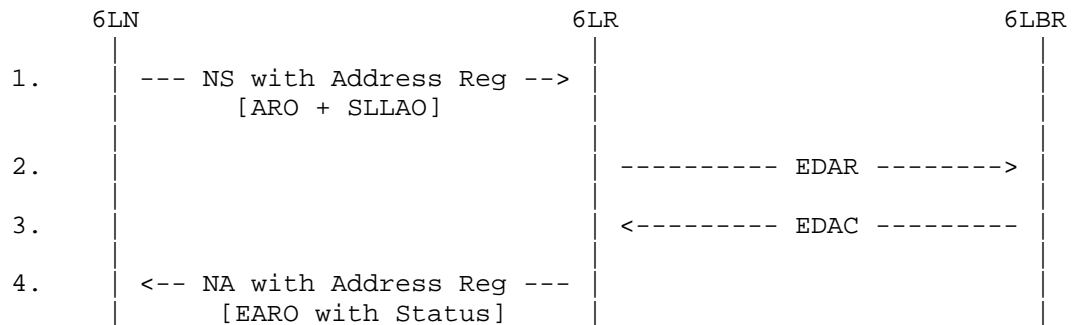 6LN 6LR 6LBR
1. --- NS with Address Reg -->
[ARO + SLLAO]
2. ---------- EDAR -------->
3. <--------- EDAC ---------
4. <-- NA with Address Reg ---
[EARO with Status]